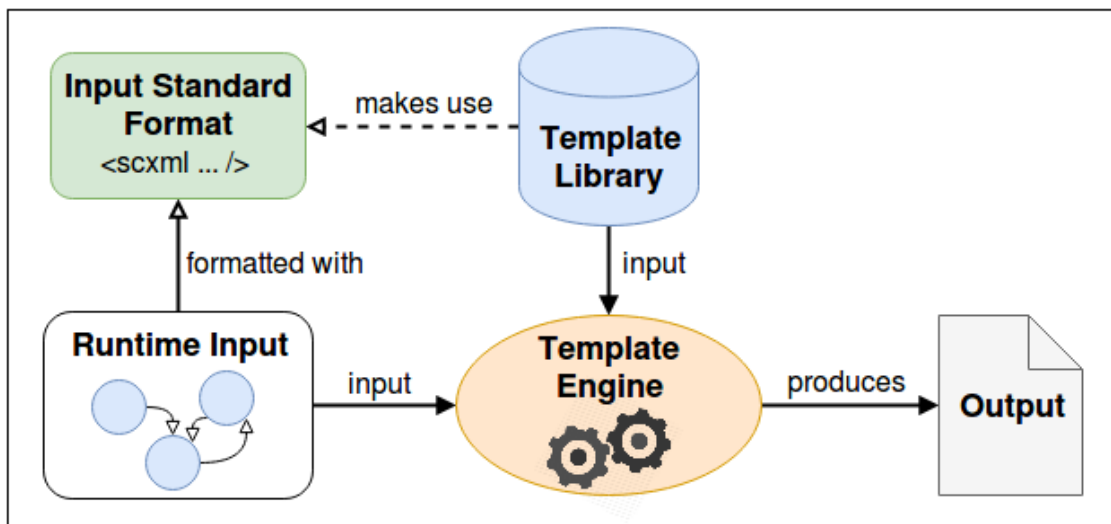 Input Standard
Format
<scxml ... />
makes use
Template
Library
formatted with
input
Runtime Input
input
Template
Engine
produces
Output